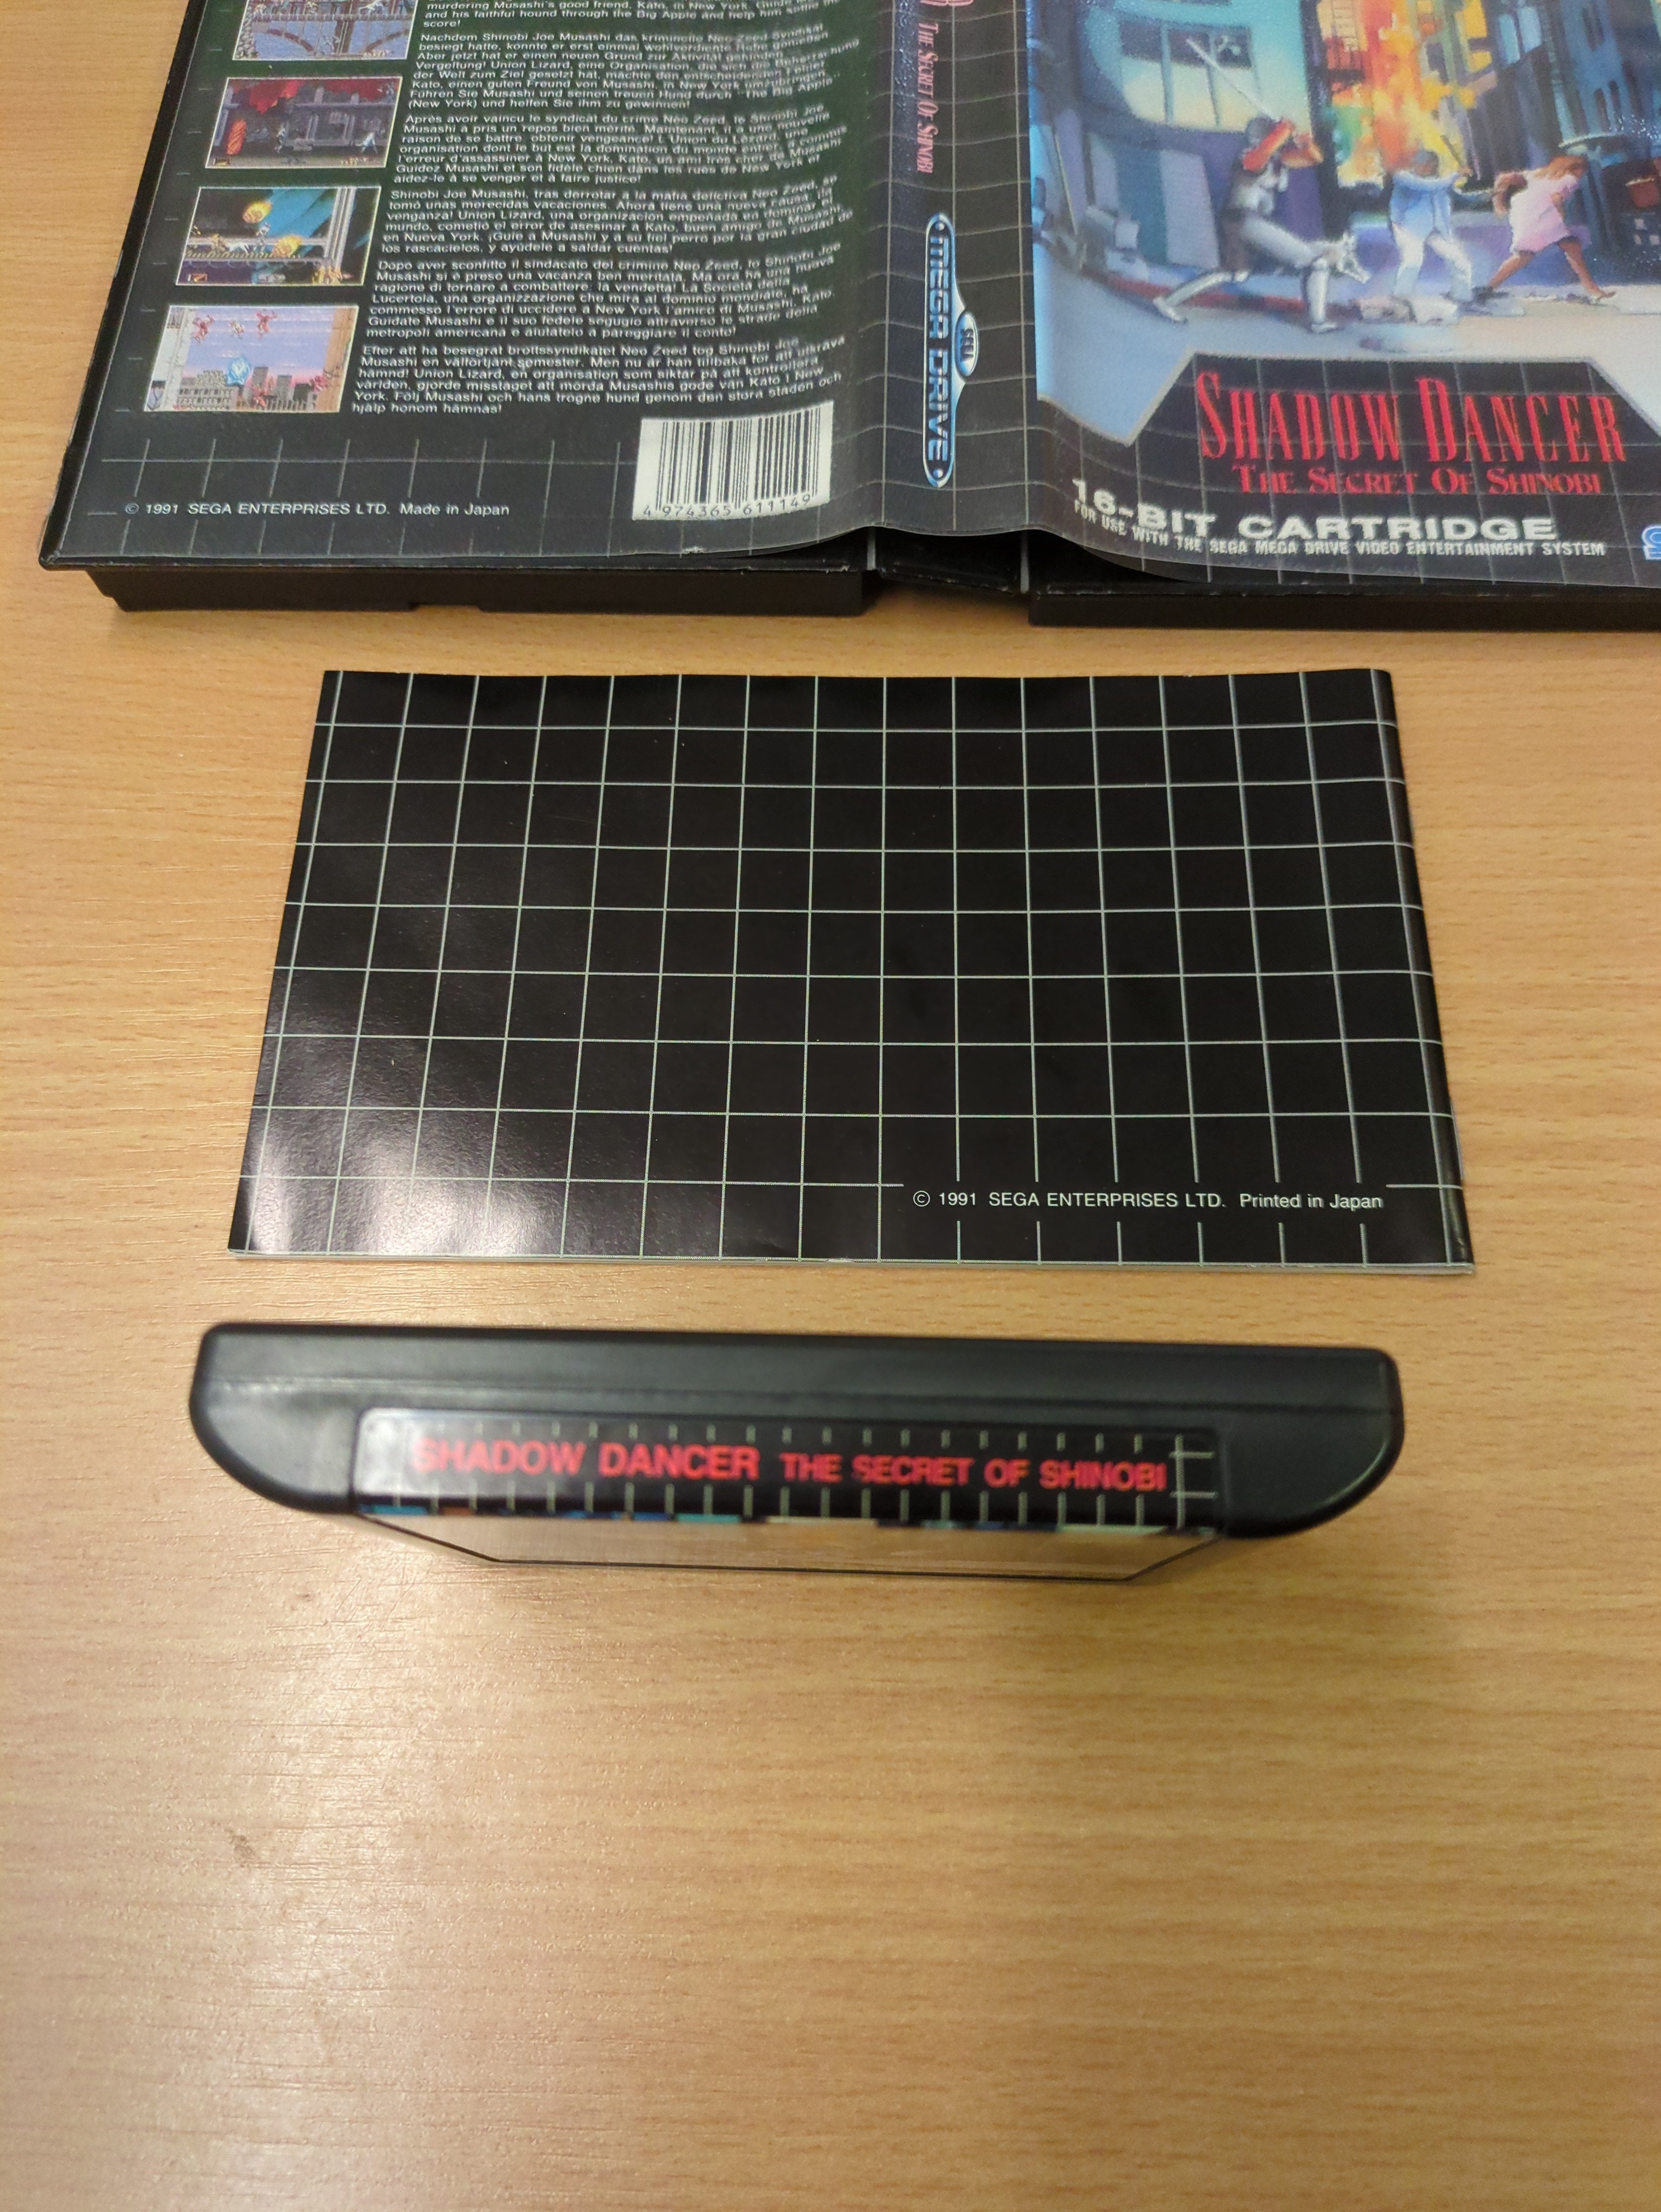 murdering Musashi's good friend, Kato, in New York. Guide
and his faithful hound through the Big Apple and help him
score!
Nachdem Shinobi Joe Musashi das kriminelle Neo Zeed Syndikat
besiegt hatte, konnte er erst einmal wohlverdiente Ruhe genießen
Aber jetzt hat er einen neuen Grund zur Aktivität
Vergeltung! Union Lizard, eine Organisation, die sich die
der Welt zum Ziel gesetzt hat, machte den
Kato, einen guten Freund von Musashi, in New York
Führen Sie Musashi und seinen treuen Hund durch "The Big Apple
(New York) und helfen Sie ihm zu gewinnen!
Après avoir vaincu le syndicat du crime Neo Zeed, le Shinobi Joe
Musashi a pris un repos bien mérité. Maintenant, il a une nouvelle
raison de se battre, obtenir vengeance! L'Union du Lézard, une
organisation dont le but est la domination du monde entier, a commis
l'erreur d'assassiner à New York, Kato, un ami très cher de Musashi
Guidez Musashi et son fidèle chien dans les rues de New York et
aidez-le à se venger et à faire justice!
Shinobi Joe Musashi, tras derrotar a la mafia delictiva Neo Zeed, se
tomó unas merecidas vacaciones. Ahora tiene una nueva causa: ¡la
venganza! Union Lizard, una organización empeñada en dominar el
mundo, cometió el error de asesinar a Kato, buen amigo de Musashi,
en Nueva York. ¡Guíe a Musashi y a su fiel perro por la gran ciudad de
los rascacielos, y ayúdele a saldar cuentas!
Dopo aver sconfitto il sindacato del crimine Neo Zeed, lo Shinobi Joe
Musashi si è preso una vacanza ben meritata. Ma ora ha una nuova
ragione di tornare a combattere: la vendetta! La Società della
Lucertola, una organizzazione che mira al dominio mondiale, ha
commesso l'errore di uccidere a New York l'amico di Musashi, Kato.
Guidate Musashi e il suo fedele segugio attraverso le strade della
metropoli americana e aiutatelo a pareggiare il conto!
Efter att ha besegrat brottssyndikatet Neo Zeed tog Shinobi Joe
Musashi en välförtjänt semester. Men nu är han tillbaka för att utkräva
hämnd! Union Lizard, en organisation som siktar på att kontrollera
världen, gjorde misstaget att mörda Musashis gode vän Kato i New
York. Följ Musashi och hans trogne hund genom den stora staden och
hjälp honom hämnas!
4 974365 611149
© 1991 SEGA ENTERPRISES LTD. Made in Japan
THE SECRET OF SHINOBI
MEGA DRIVE
SEGA
SHADOW DANCER
THE SECRET OF SHINOBI
16-BIT CARTRIDGE
FOR USE WITH THE SEGA MEGA DRIVE VIDEO ENTERTAINMENT SYSTEM
© 1991 SEGA ENTERPRISES LTD. Printed in Japan
SHADOW DANCER THE SECRET OF SHINOBI